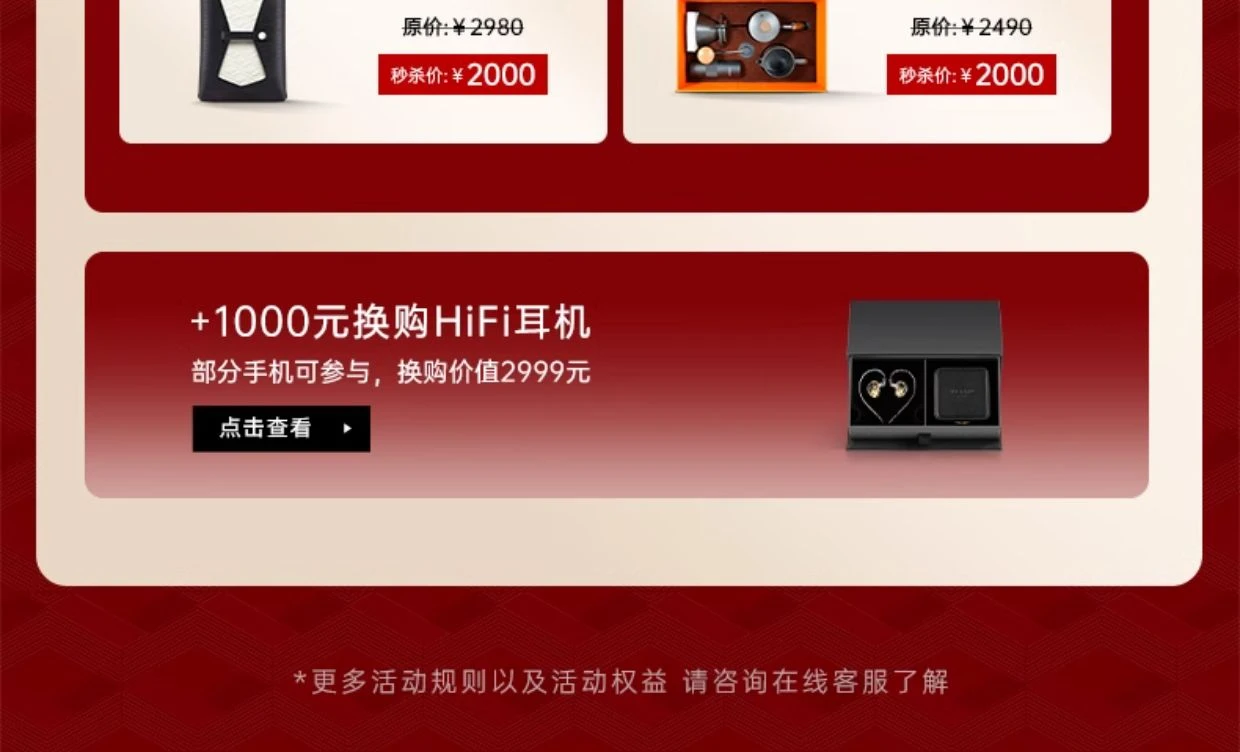 原价:¥2980
秒杀价:¥2000
原价:¥2490
秒杀价:¥2000
+1000元换购HiFi耳机
部分手机可参与，换购价值2999元
点击查看
*更多活动规则以及活动权益 请咨询在线客服了解